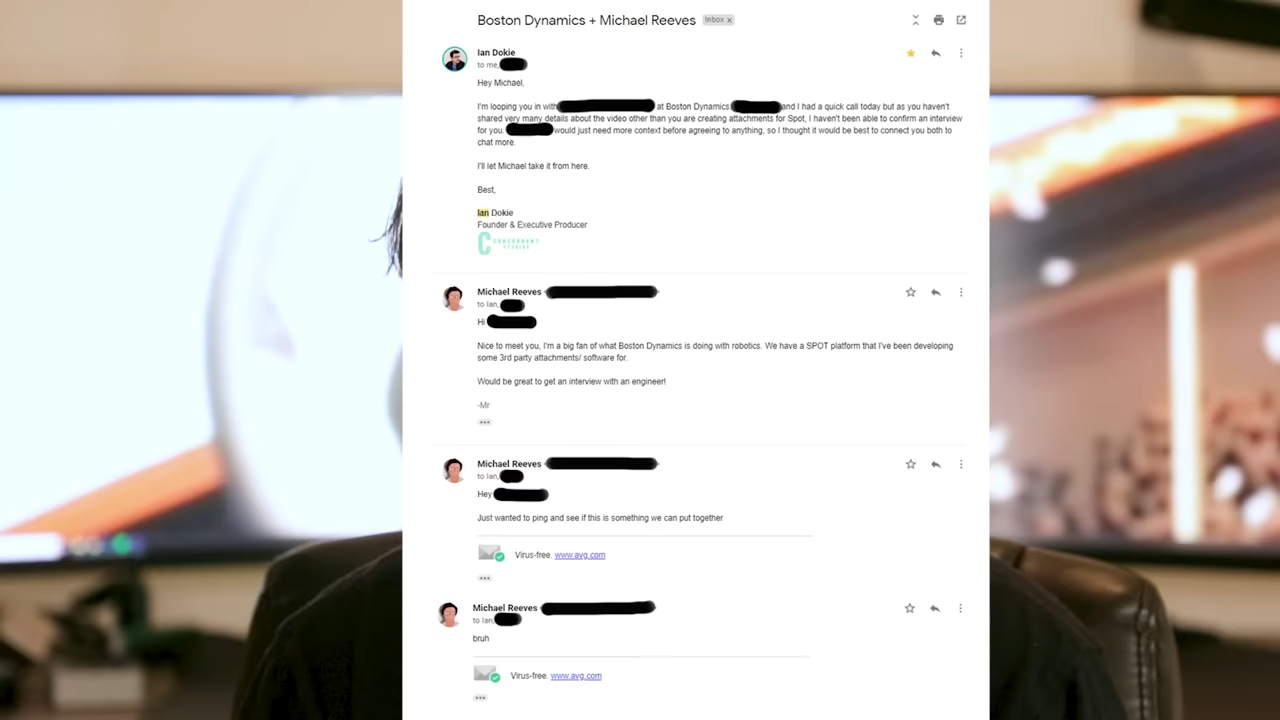 Boston Dynamics + Michael Reeves Inbox x
Ian Dokie
to me,
Hey Michael,
I'm looping you in with at Boston Dynamics and I had a quick call today but as you haven't
shared very many details about the video other than you are creating attachments for Spot, I haven't been able to confirm an interview
for you. would just need more context before agreeing to anything, so I thought it would be best to connect you both to
chat more.
I'll let Michael take it from here.
Best,
Ian Dokie
Founder & Executive Producer
CONCURRENT
STUDIOS
Michael Reeves
to Ian,
Hi
Nice to meet you, I'm a big fan of what Boston Dynamics is doing with robotics. We have a SPOT platform that I've been developing
some 3rd party attachments/ software for.
Would be great to get an interview with an engineer!
-Mr
Michael Reeves
to Ian,
Hey
Just wanted to ping and see if this is something we can put together
Virus-free. www.avg.com
Michael Reeves
to Ian,
bruh
Virus-free. www.avg.com